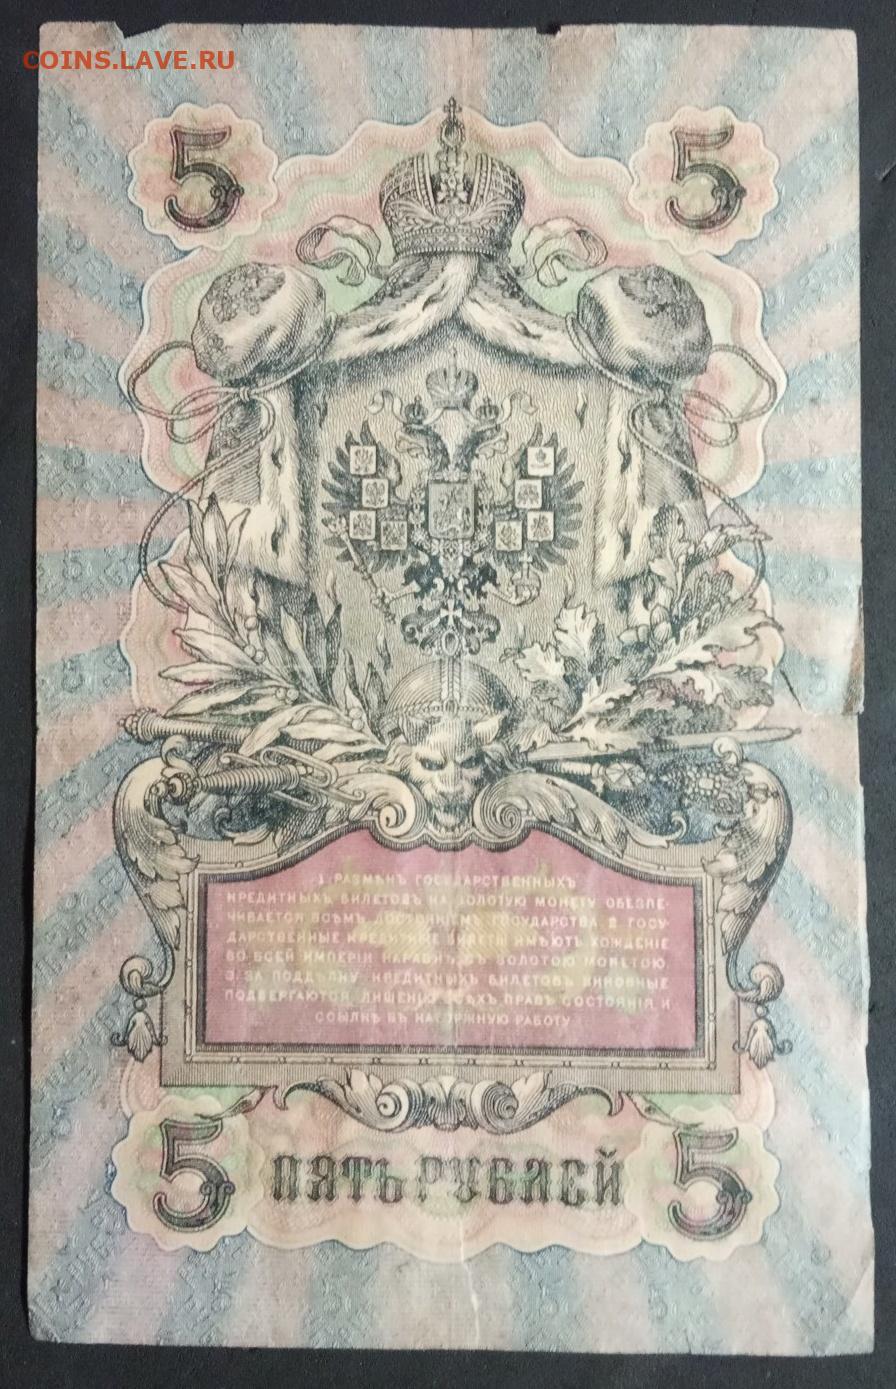 COINS.LAVE.RU
5 5
1. РАЗМѢНЪ ГОСУДАРСТВЕННЫХЪ
КРЕДИТНЫХЪ БИЛЕТОВЪ НА ЗОЛОТУЮ МОНЕТУ ОБЕЗПЕ-
ЧИВАЕТСЯ ВСѢМЪ ДОСТОЯНІЕМЪ ГОСУДАРСТВА. 2. ГОСУ-
ДАРСТВЕННЫЕ КРЕДИТНЫЕ БИЛЕТЫ ИМѢЮТЪ ХОЖДЕНІЕ
ВО ВСЕЙ ИМПЕРІИ НАРАВНѢ СЪ ЗОЛОТОЮ МОНЕТОЮ.
3. ЗА ПОДДѢЛКУ КРЕДИТНЫХЪ БИЛЕТОВЪ ВИНОВНЫЕ
ПОДВЕРГАЮТСЯ ЛИШЕНІЮ ВСѢХЪ ПРАВЪ СОСТОЯНІЯ И
ССЫЛКѢ ВЪ КАТОРЖНУЮ РАБОТУ
5 ПЯТЬ РУБЛЕЙ 5